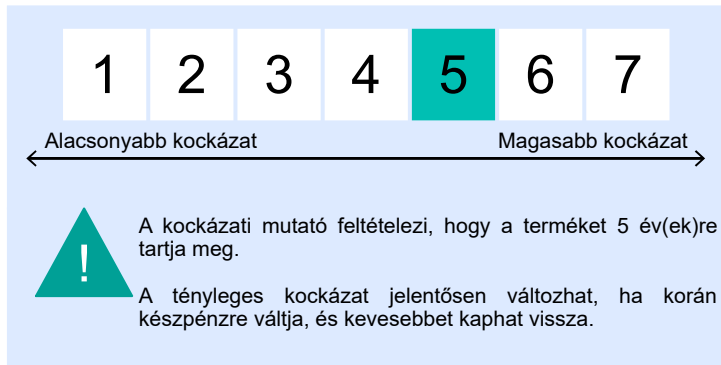 1 2 3 4 5 6 7
Alacsonyabb kockázat Magasabb kockázat
!
A kockázati mutató feltételezi, hogy a terméket 5 év(ek)re
tartja meg.
A tényleges kockázat jelentősen változhat, ha korán
készpénzre váltja, és kevesebbet kaphat vissza.